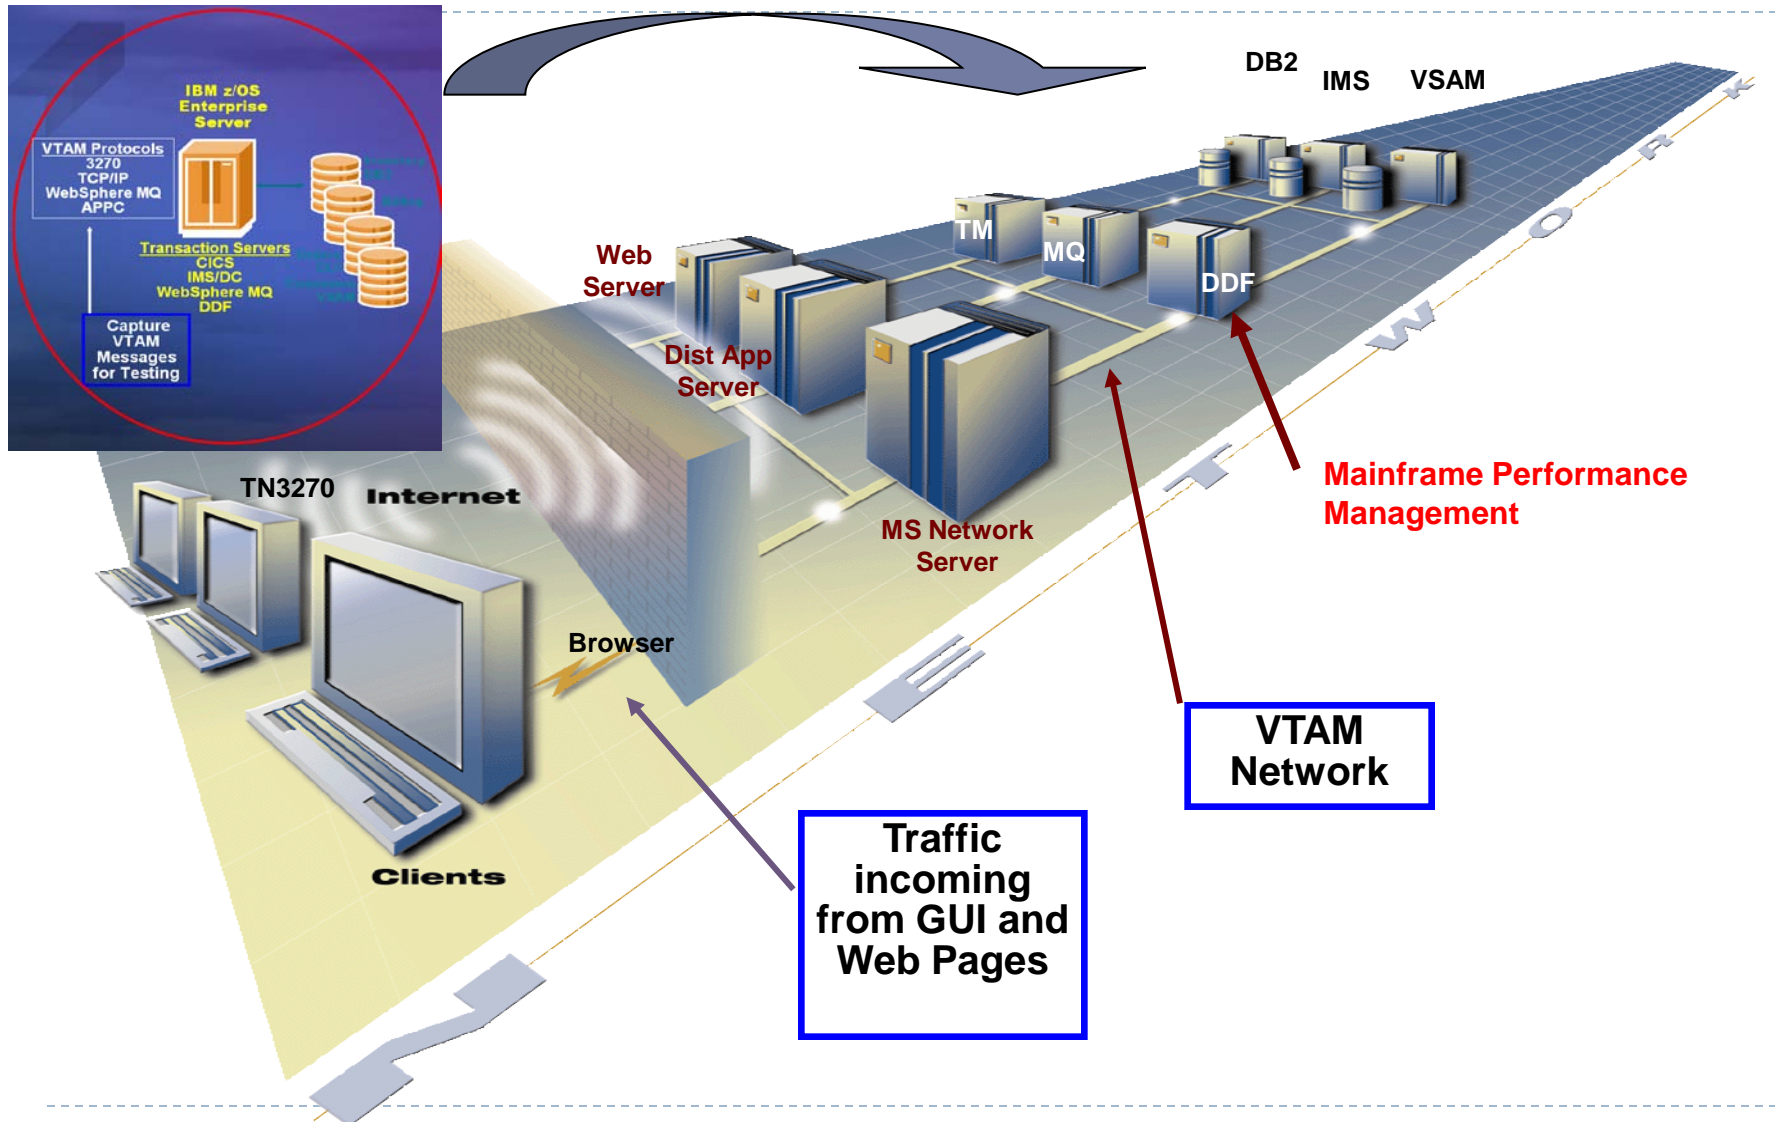 IBM z/OS
Enterprise
Server
VTAM Protocols
3270
TCP/IP
WebSphere MQ
APPC
Transaction Servers
CICS
IMS/DC
WebSphere MQ
DDF
VSAM
Capture
VTAM
Messages
for Testing
DB2
IMS
VSAM
TM
MQ
DDF
Web
Server
Dist App
Server
MS Network
Server
Mainframe Performance
Management
TN3270
Internet
Browser
Clients
VTAM
Network
Traffic
incoming
from GUI and
Web Pages
NETWORK